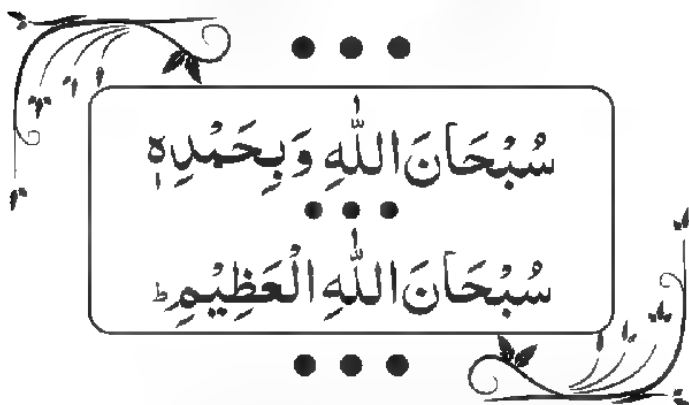 سُبْحَانَ اللّٰهِ وَبِحَمْدِہٖ
سُبْحَانَ اللّٰهِ الْعَظِيْمِ ؕ